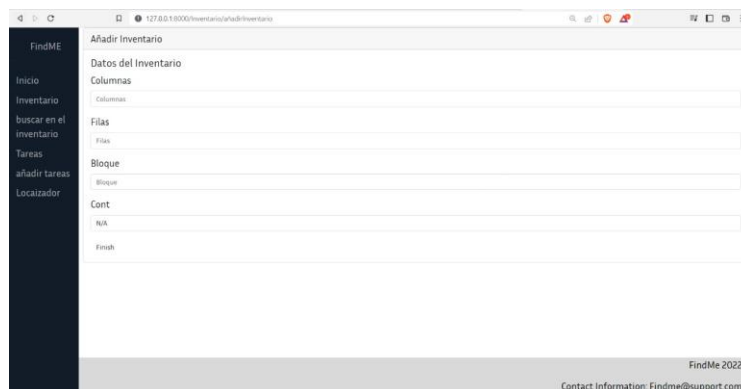 127.0.0.1:8000/Inventario/añadirInventario
FindME
Inicio
Inventario
buscar en el
inventario
Tareas
añadir tareas
Locaizador
Añadir Inventario
Datos del Inventario
Columnas
Columnas
Filas
Filas
Bloque
Bloque
Cont
N/A
Finish
FindMe 2022
Contact Information: Findme@support.com